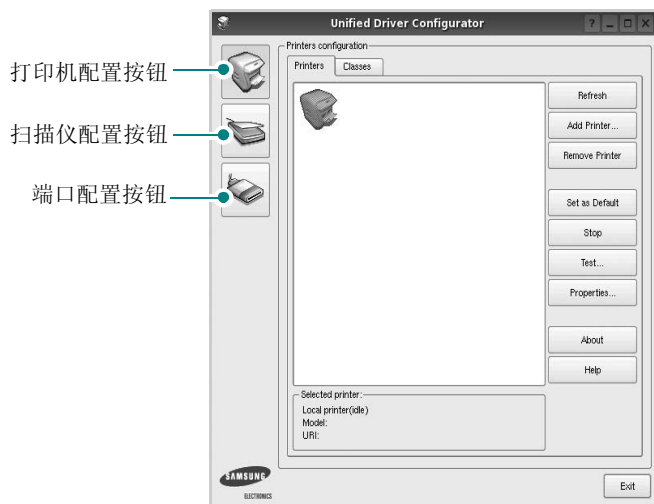 Unified Driver Configurator
打印机配置按钮
扫描仪配置按钮
端口配置按钮
Printers configuration
Printers
Classes
Refresh
Add Printer...
Remove Printer
Set as Default
Stop
Test...
Properties...
About
Help
Selected printer:
Local printer(idle)
Model:
URI:
SAMSUNG
ELECTRONICS
Exit